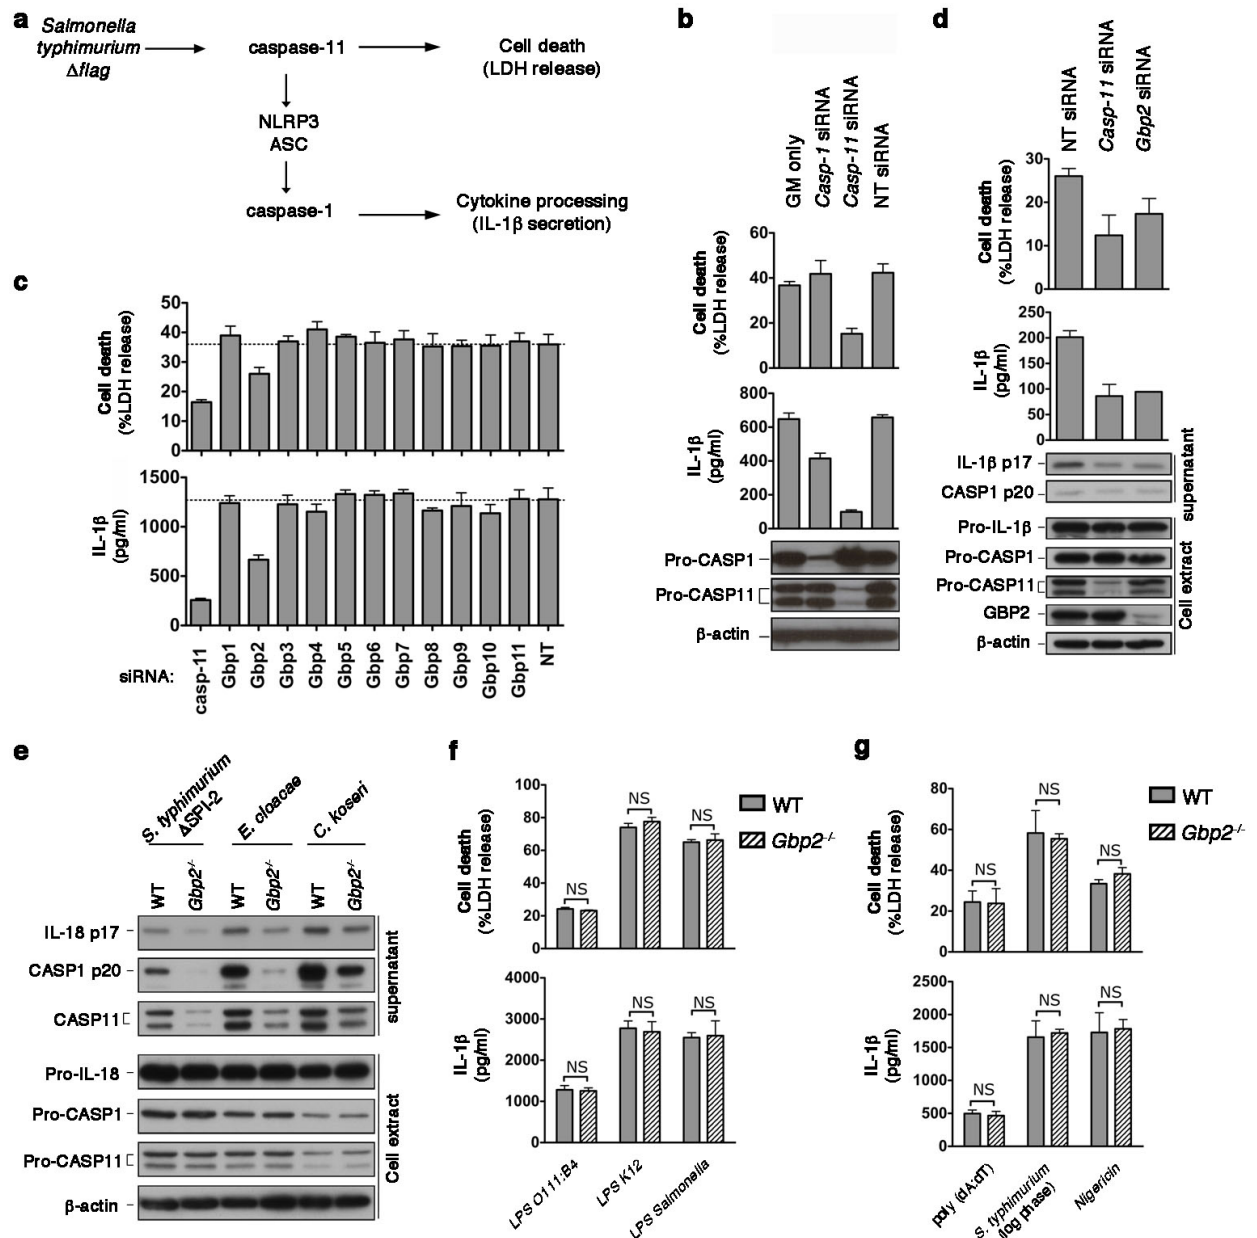 a
Salmonella
typhimurium
Δflag
caspase-11
Cell death
(LDH release)
NLRP3
ASC
caspase-1
Cytokine processing
(IL-1β secretion)
b
GM only
Casp-1 siRNA
Casp-11 siRNA
NT siRNA
Cell death
(%LDH release)
60
40
20
0
IL-1β
(pg/ml)
800
600
400
200
0
Pro-CASP1
Pro-CASP11
β-actin
c
Cell death
(%LDH release)
50
40
30
20
10
0
IL-1β
(pg/ml)
1500
1000
500
0
siRNA:
casp-11
Gbp1
Gbp2
Gbp3
Gbp4
Gbp5
Gbp6
Gbp7
Gbp8
Gbp9
Gbp10
Gbp11
NT
d
NT siRNA
Casp-11 siRNA
Gbp2 siRNA
Cell death
(%LDH release)
30
20
10
0
IL-1β
(pg/ml)
250
200
150
100
50
0
IL-1β p17
CASP1 p20
supernatant
Pro-IL-1β
Pro-CASP1
Pro-CASP11
GBP2
β-actin
Cell extract
e
S. typhimurium
ΔSPI-2
E. cloacae
C. koseri
WT
Gbp2-/-
WT
Gbp2-/-
WT
Gbp2-/-
IL-18 p17
CASP1 p20
CASP11
supernatant
Pro-IL-18
Pro-CASP1
Pro-CASP11
β-actin
Cell extract
f
Cell death
(%LDH release)
100
80
60
40
20
0
NS
NS
NS
WT
Gbp2-/-
IL-1β
(pg/ml)
4000
3000
2000
1000
0
NS
NS
NS
LPS O111:B4
LPS K12
LPS Salmonella
g
Cell death
(%LDH release)
80
60
40
20
0
NS
NS
NS
WT
Gbp2-/-
IL-1β
(pg/ml)
2500
2000
1500
1000
500
0
NS
NS
NS
poly (dA:dT)
S. typhimurium
(log phase)
Nigericin